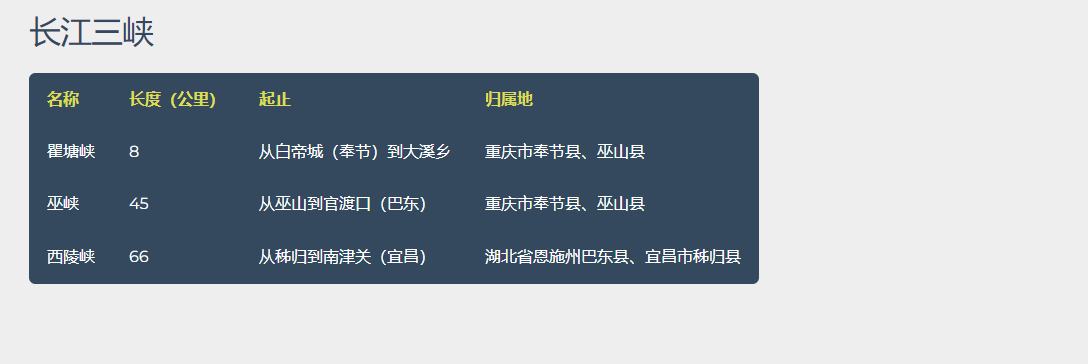 长江三峡
名称 长度（公里） 起止 归属地
瞿塘峡 8 从白帝城（奉节）到大溪乡 重庆市奉节县、巫山县
巫峡 45 从巫山到官渡口（巴东） 重庆市奉节县、巫山县
西陵峡 66 从秭归到南津关（宜昌） 湖北省恩施州巴东县、宜昌市秭归县